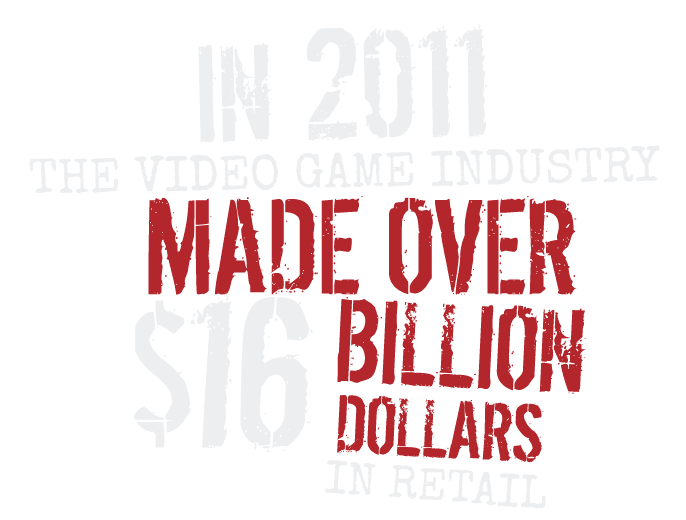 IN 2011
THE VIDEO GAME INDUSTRY
MADE OVER
$16 BILLION
DOLLARS
IN RETAIL